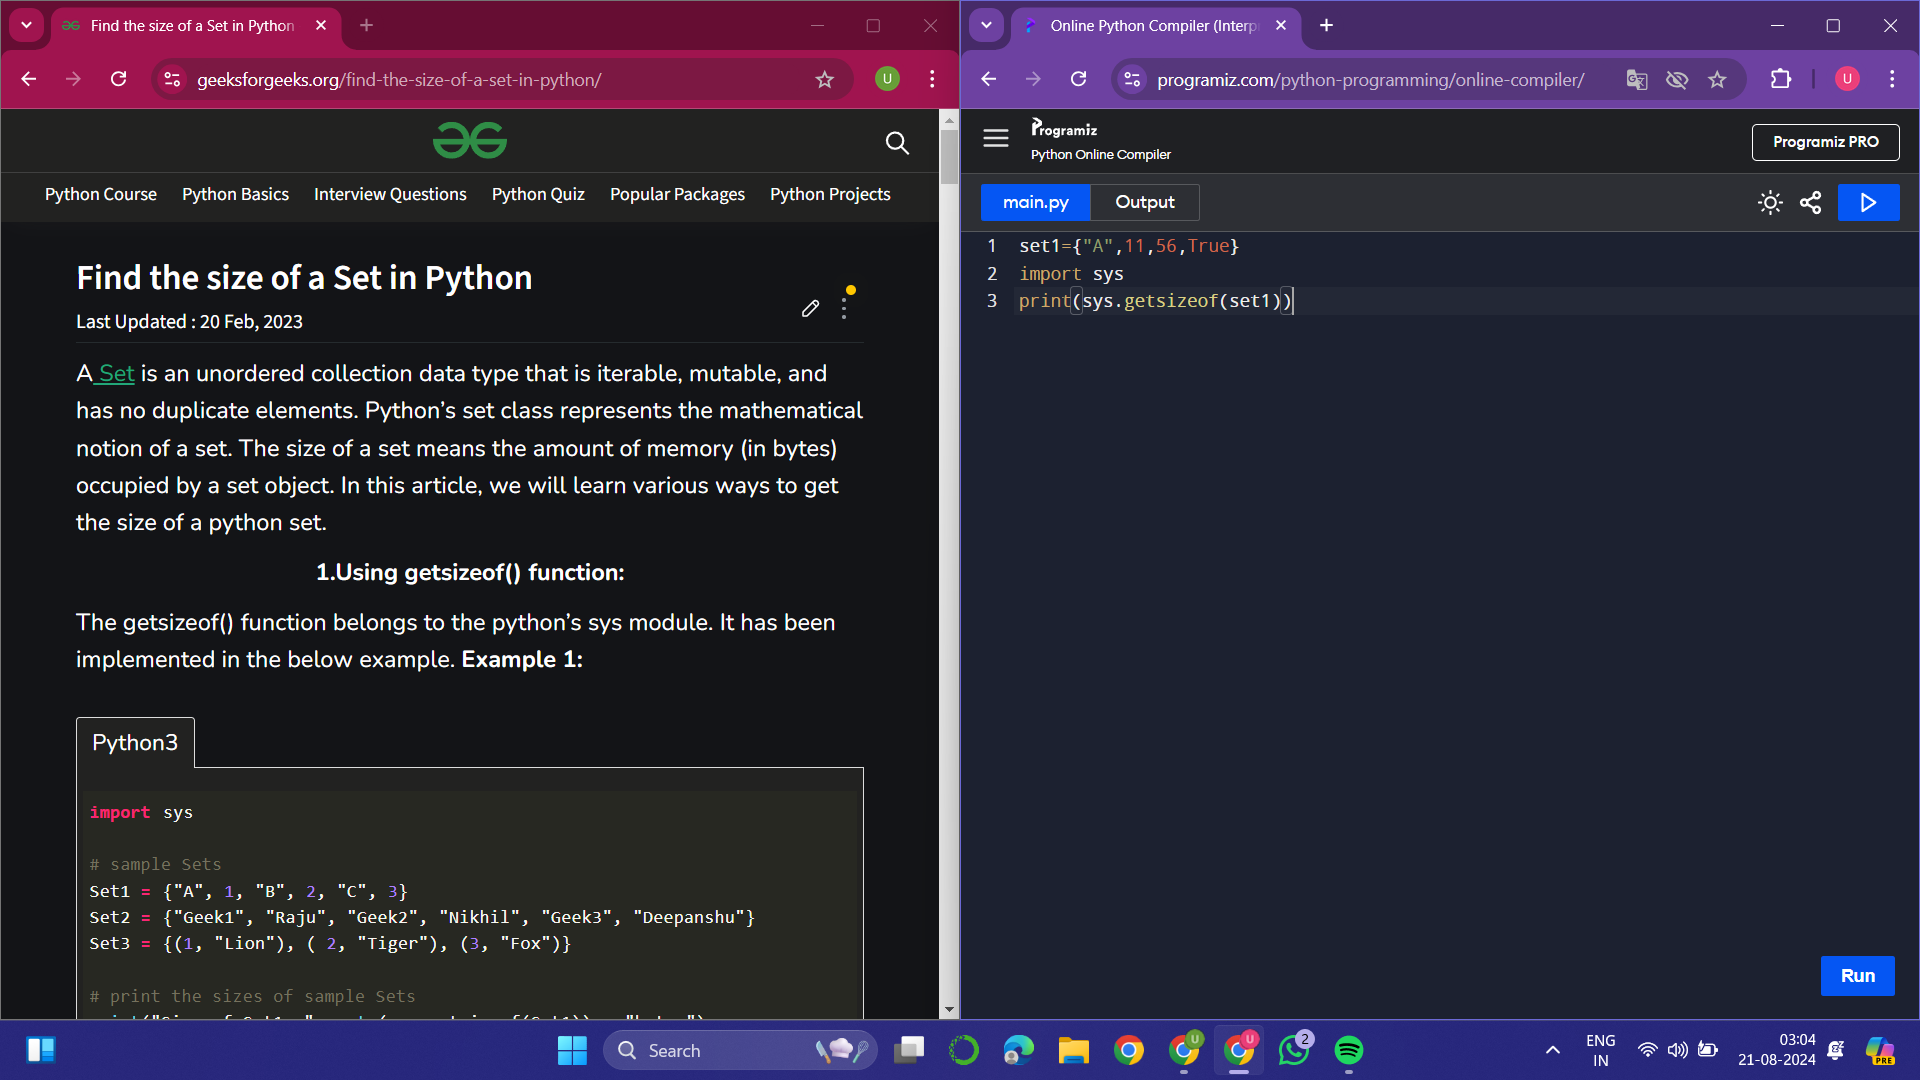 Find the size of a Set in Python
geeksforgeeks.org/find-the-size-of-a-set-in-python/
U
Python Course Python Basics Interview Questions Python Quiz Popular Packages Python Projects
Find the size of a Set in Python
Last Updated : 20 Feb, 2023
A Set is an unordered collection data type that is iterable, mutable, and
has no duplicate elements. Python’s set class represents the mathematical
notion of a set. The size of a set means the amount of memory (in bytes)
occupied by a set object. In this article, we will learn various ways to get
the size of a python set.
1.Using getsizeof() function:
The getsizeof() function belongs to the python’s sys module. It has been
implemented in the below example. Example 1:
Python3
import sys
# sample Sets
Set1 = {"A", 1, "B", 2, "C", 3}
Set2 = {"Geek1", "Raju", "Geek2", "Nikhil", "Geek3", "Deepanshu"}
Set3 = {(1, "Lion"), ( 2, "Tiger"), (3, "Fox")}
# print the sizes of sample Sets
Online Python Compiler (Interp
programiz.com/python-programming/online-compiler/
U
Programiz
Python Online Compiler
Programiz PRO
main.py Output
1 set1={"A",11,56,True}
2 import sys
3 print(sys.getsizeof(set1))
Run
Search
U
U
2
ENG
IN
03:04
21-08-2024
PRE